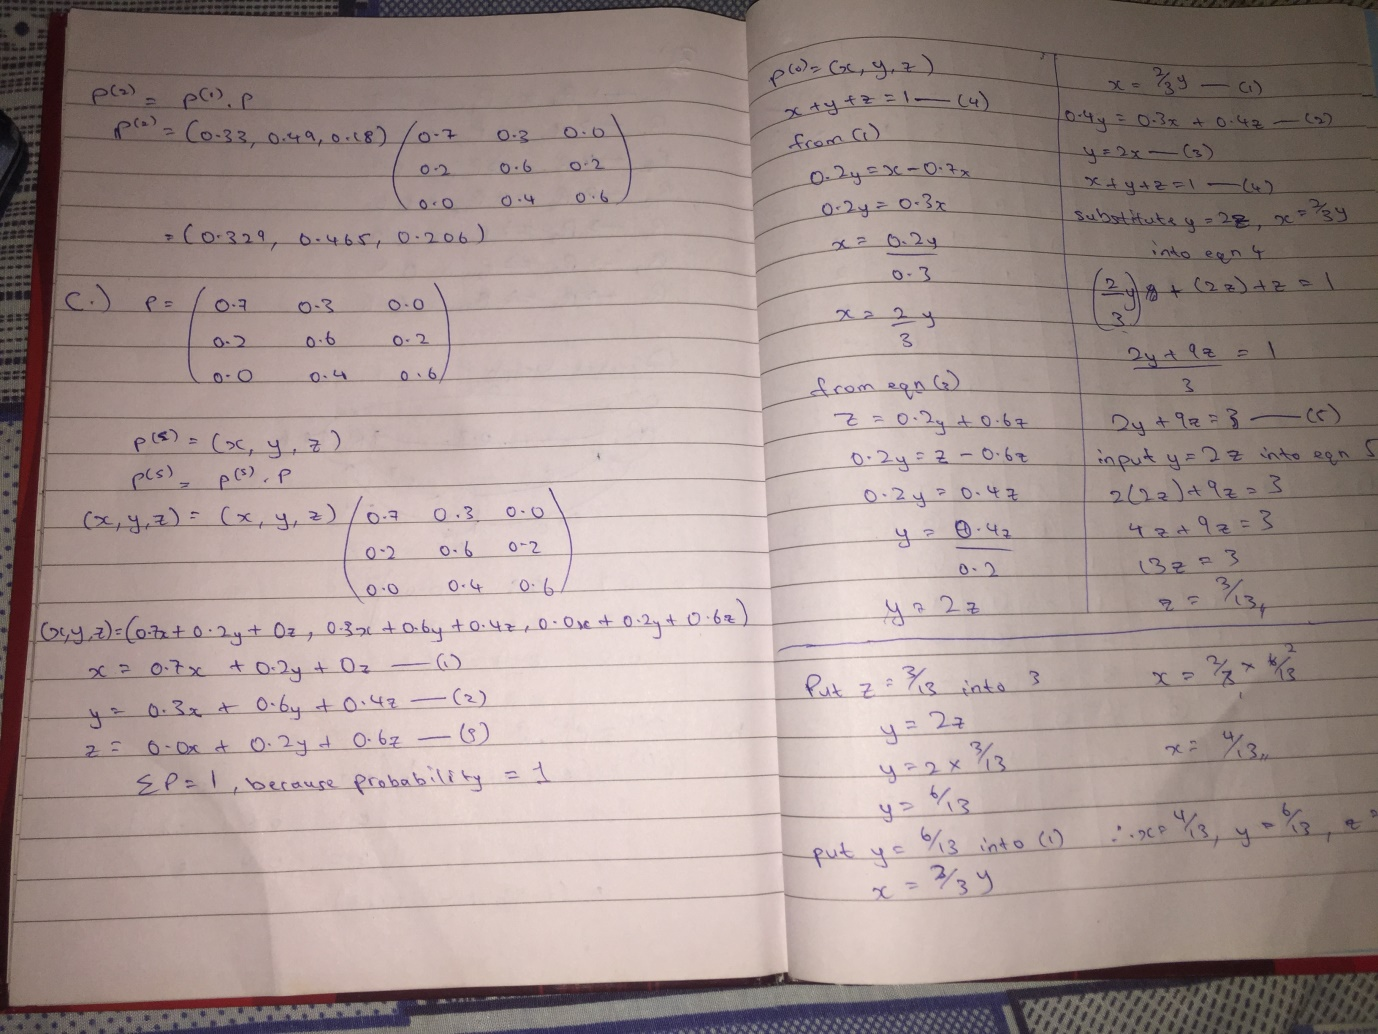 p(2) = p(1). p
p(2) = (0.33, 0.49, 0.18) (0.7 0.3 0.0
0.2 0.6 0.2
0.0 0.4 0.6)
= (0.329, 0.465, 0.206)
C.) P = (0.7 0.3 0.0
0.2 0.6 0.2
0.0 0.4 0.6)
p(s) = (x, y, z)
p(s) = p(s). p
(x, y, z) = (x, y, z) (0.7 0.3 0.0
0.2 0.6 0.2
0.0 0.4 0.6)
(x,y,z)=(0.7x + 0.2y + 0z, 0.3x + 0.6y + 0.4z, 0.0x + 0.2y + 0.6z)
x = 0.7x + 0.2y + 0z — (1)
y = 0.3x + 0.6y + 0.4z — (2)
z = 0.0x + 0.2y + 0.6z — (3)
ΣP = 1, because probability = 1
p(0) = (x, y, z)
x + y + z = 1 — (4)
from (1)
0.2y = x - 0.7x
0.2y = 0.3x
x = 0.2y
0.3
x = 2 y
3
from eqn (3)
z = 0.2y + 0.6z
0.2y = z - 0.6z
0.2y = 0.4z
y = 0.4z
0.2
y = 2z
x = 2/3y — (1)
0.4y = 0.3x + 0.4z — (2)
y = 2x — (3)
x + y + z = 1 — (4)
substitute y = 2z, x = 2/3y
into eqn 4
(2/3 y) + (2z) + z = 1
2y + 9z = 1
3
2y + 9z = 3 — (5)
input y = 2z into eqn 5
2(2z) + 9z = 3
4z + 9z = 3
13z = 3
z = 3/13,
Put z = 3/13 into 3
y = 2z
y = 2 x 3/13
y = 6/13
put y = 6/13 into (1)
x = 2/3 y
x = 2/3 x 6/13 2
x = 4/13,,
∴ x = 4/13, y = 6/13, z =